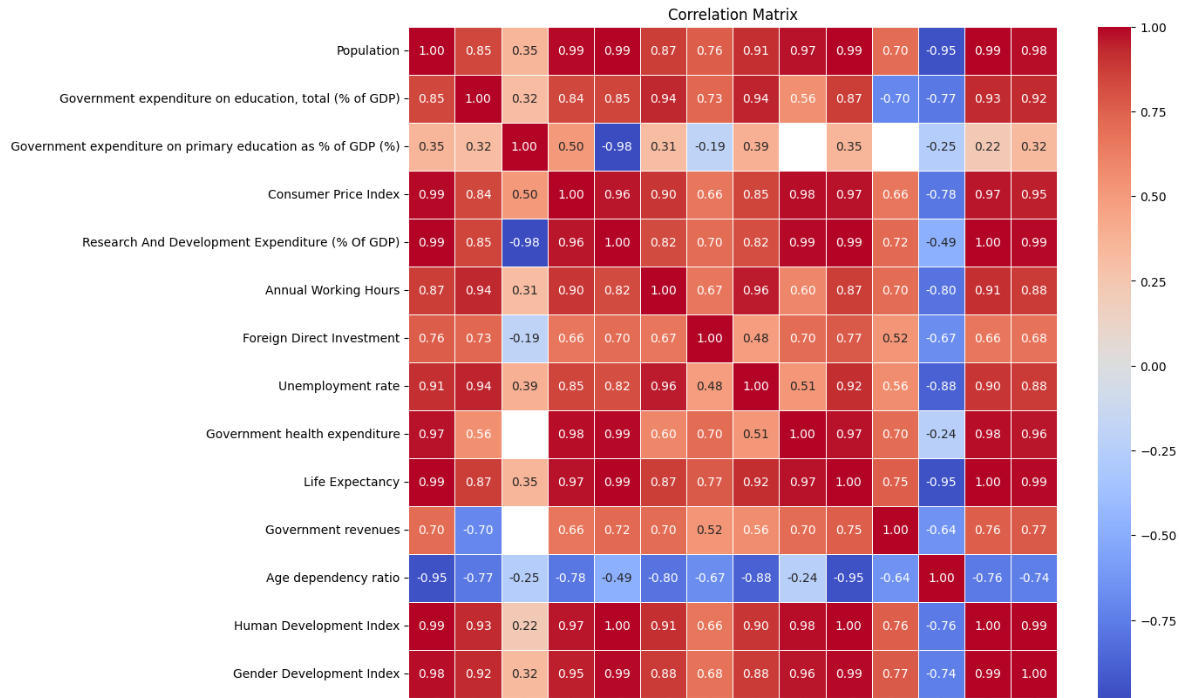 Correlation Matrix
Population 1.00 0.85 0.35 0.99 0.99 0.87 0.76 0.91 0.97 0.99 0.70 -0.95 0.99 0.98
Government expenditure on education, total (% of GDP) 0.85 1.00 0.32 0.84 0.85 0.94 0.73 0.94 0.56 0.87 -0.70 -0.77 0.93 0.92
Government expenditure on primary education as % of GDP (%) 0.35 0.32 1.00 0.50 -0.98 0.31 -0.19 0.39 0.35 -0.25 0.22 0.32
Consumer Price Index 0.99 0.84 0.50 1.00 0.96 0.90 0.66 0.85 0.98 0.97 0.66 -0.78 0.97 0.95
Research And Development Expenditure (% Of GDP) 0.99 0.85 -0.98 0.96 1.00 0.82 0.70 0.82 0.99 0.99 0.72 -0.49 1.00 0.99
Annual Working Hours 0.87 0.94 0.31 0.90 0.82 1.00 0.67 0.96 0.60 0.87 0.70 -0.80 0.91 0.88
Foreign Direct Investment 0.76 0.73 -0.19 0.66 0.70 0.67 1.00 0.48 0.70 0.77 0.52 -0.67 0.66 0.68
Unemployment rate 0.91 0.94 0.39 0.85 0.82 0.96 0.48 1.00 0.51 0.92 0.56 -0.88 0.90 0.88
Government health expenditure 0.97 0.56 0.98 0.99 0.60 0.70 0.51 1.00 0.97 0.70 -0.24 0.98 0.96
Life Expectancy 0.99 0.87 0.35 0.97 0.99 0.87 0.77 0.92 0.97 1.00 0.75 -0.95 1.00 0.99
Government revenues 0.70 -0.70 0.66 0.72 0.70 0.52 0.56 0.70 0.75 1.00 -0.64 0.76 0.77
Age dependency ratio -0.95 -0.77 -0.25 -0.78 -0.49 -0.80 -0.67 -0.88 -0.24 -0.95 -0.64 1.00 -0.76 -0.74
Human Development Index 0.99 0.93 0.22 0.97 1.00 0.91 0.66 0.90 0.98 1.00 0.76 -0.76 1.00 0.99
Gender Development Index 0.98 0.92 0.32 0.95 0.99 0.88 0.68 0.88 0.96 0.99 0.77 -0.74 0.99 1.00
1.00
0.75
0.50
0.25
0.00
-0.25
-0.50
-0.75